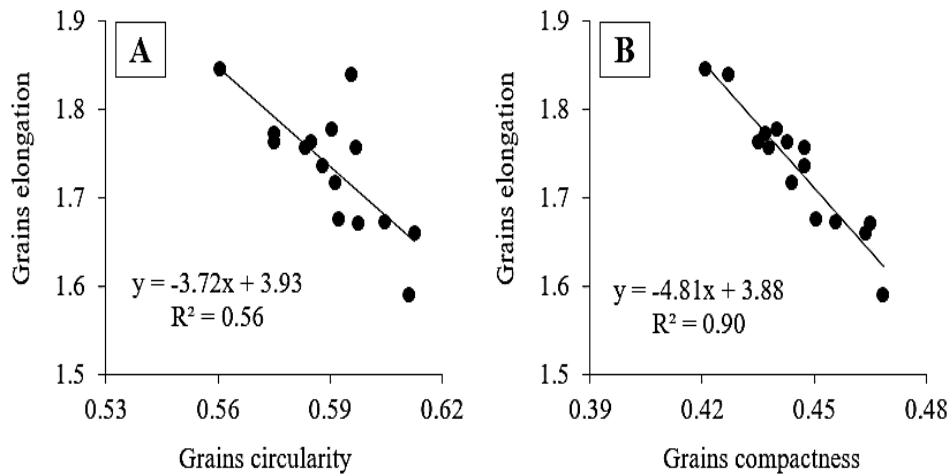 A
Grains elongation
1.9
1.8
1.7
1.6
1.5
y = -3.72x + 3.93
R² = 0.56
0.53
0.56
0.59
0.62
Grains circularity
B
Grains elongation
1.9
1.8
1.7
1.6
1.5
y = -4.81x + 3.88
R² = 0.90
0.39
0.42
0.45
0.48
Grains compactness